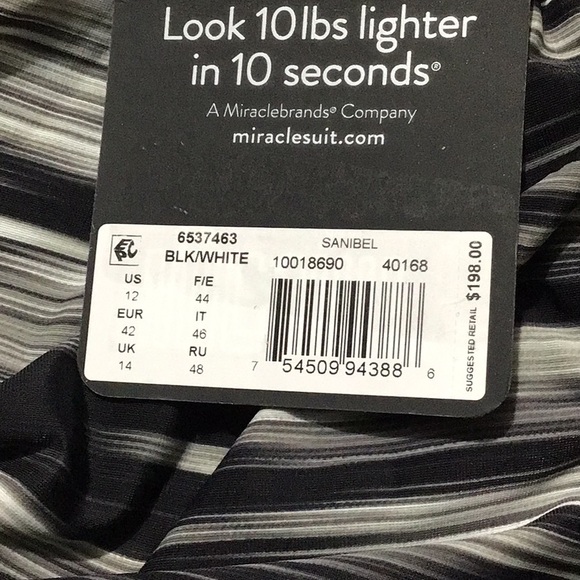 Look 10lbs lighter
in 10 seconds®
A Miraclebrands® Company
miraclesuit.com
6537463
BLK/WHITE
SANIBEL
10018690 40168
US F/E
12 44
EUR IT
42 46
UK RU
14 48
7 54509 94388 6
SUGGESTED RETAIL $198.00